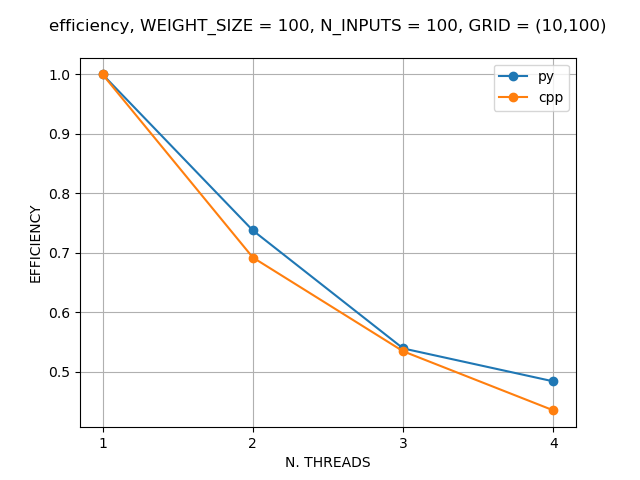 efficiency, WEIGHT_SIZE = 100, N_INPUTS = 100, GRID = (10,100)
py
cpp
1.0
0.9
0.8
0.7
0.6
0.5
EFFICIENCY
1 2 3 4
N. THREADS